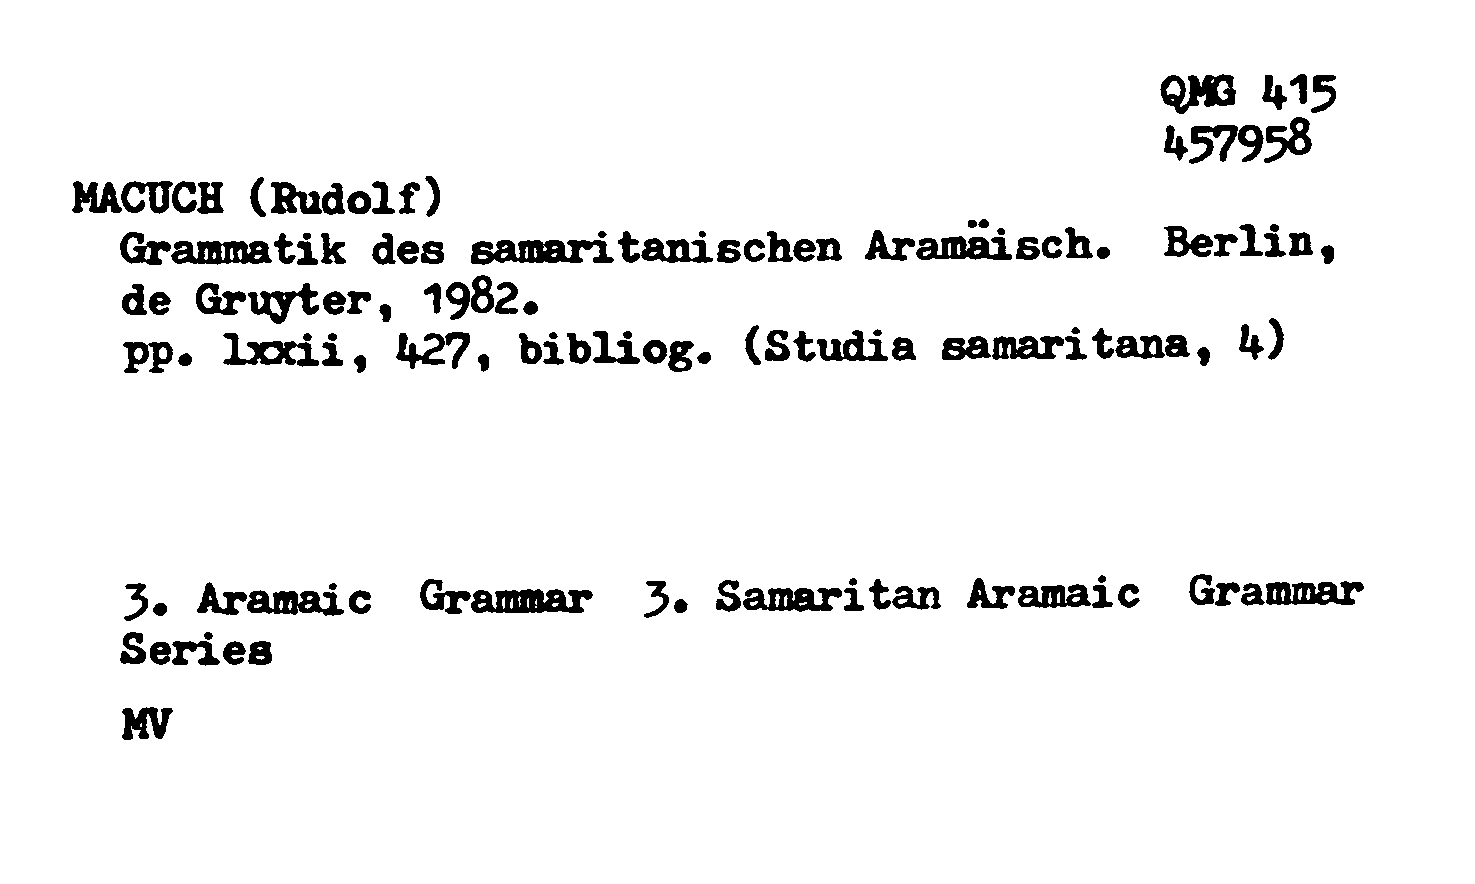 QMG 415
457958
MACUCH (Rudolf)
Grammatik des samaritanischen Aramäisch. Berlin,
de Gruyter, 1982.
pp. lxxii, 427, bibliog. (Studia samaritana, 4)
3. Aramaic Grammar 3. Samaritan Aramaic Grammar
Series
MV